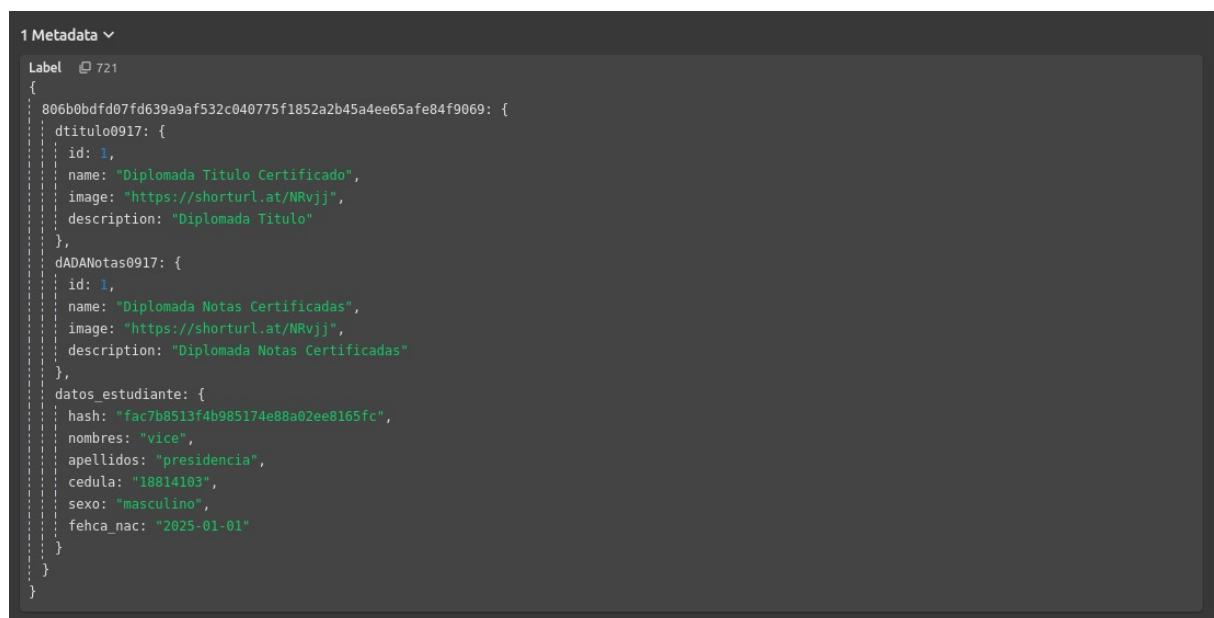 1 Metadata
Label 721
{
806b0bdfd07fd639a9af532c040775f1852a2b45a4ee65afe84f9069: {
dtitulo0917: {
id: 1,
name: "Diplomada Titulo Certificado",
image: "https://shorturl.at/NRvjj",
description: "Diplomada Titulo"
},
dADANotas0917: {
id: 1,
name: "Diplomada Notas Certificadas",
image: "https://shorturl.at/NRvjj",
description: "Diplomada Notas Certificadas"
},
datos_estudiante: {
hash: "fac7b8513f4b985174e88a02ee8165fc",
nombres: "vice",
apellidos: "presidencia",
cedula: "18814103",
sexo: "masculino",
fehca_nac: "2025-01-01"
}
}
}